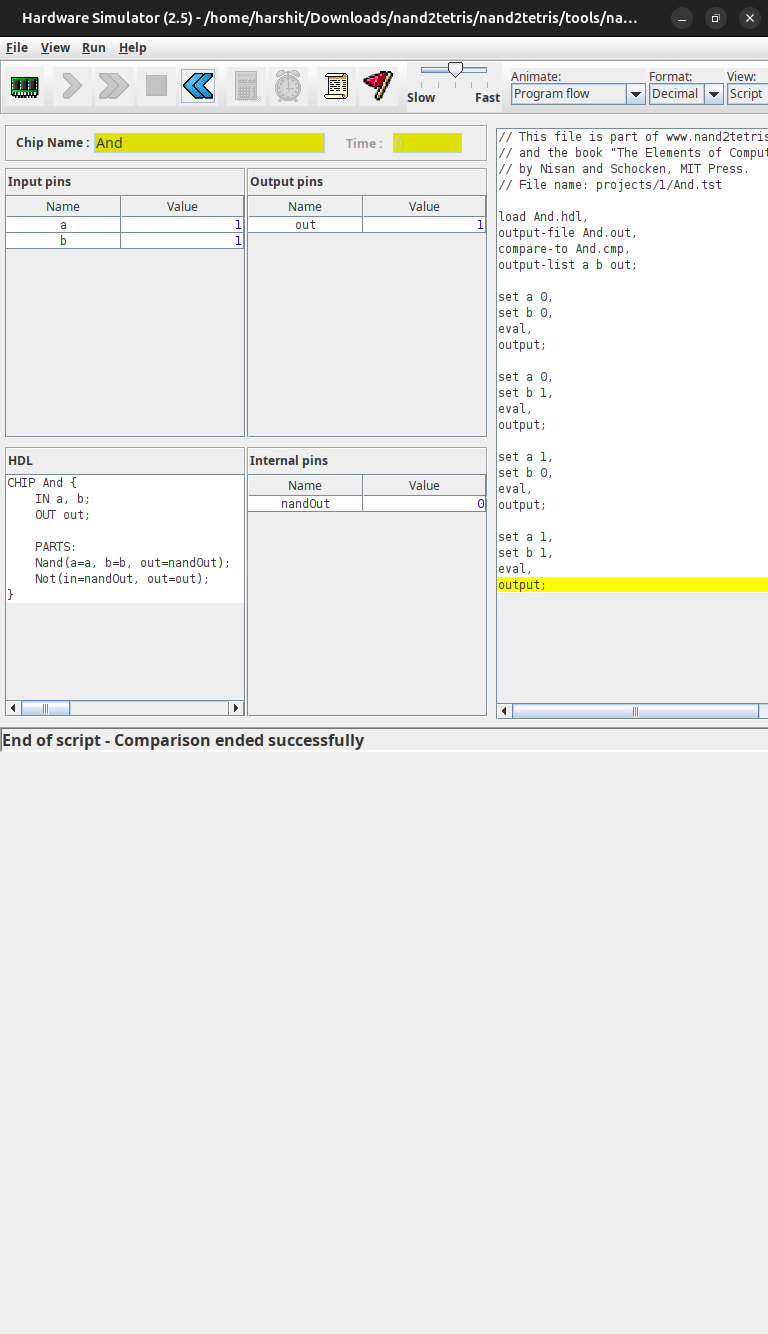 Hardware Simulator (2.5) - /home/harshit/Downloads/nand2tetris/nand2tetris/tools/na...
File View Run Help
Slow Fast
Animate: Format: View:
Program flow Decimal Script
Chip Name : And Time : 0
Input pins
Name Value
a 1
b 1
Output pins
Name Value
out 1
HDL
CHIP And {
    IN a, b;
    OUT out;

    PARTS:
    Nand(a=a, b=b, out=nandOut);
    Not(in=nandOut, out=out);
}
Internal pins
Name Value
nandOut 0
// This file is part of www.nand2tetris
// and the book "The Elements of Comput
// by Nisan and Schocken, MIT Press.
// File name: projects/1/And.tst

load And.hdl,
output-file And.out,
compare-to And.cmp,
output-list a b out;

set a 0,
set b 0,
eval,
output;

set a 0,
set b 1,
eval,
output;

set a 1,
set b 0,
eval,
output;

set a 1,
set b 1,
eval,
output;
End of script - Comparison ended successfully